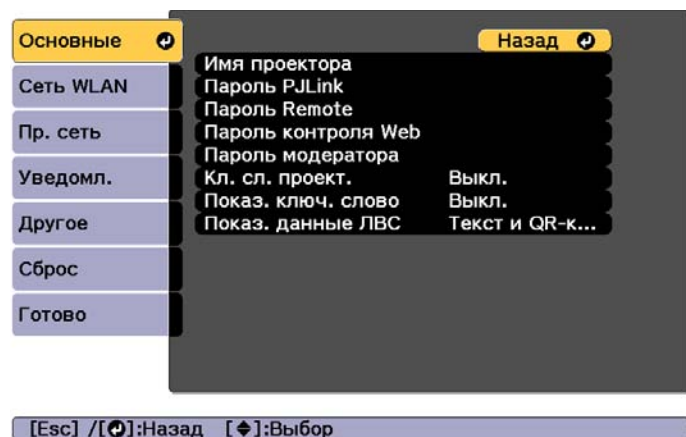 Основные
Назад
Имя проектора
Сеть WLAN
Пароль PJLink
Пароль Remote
Пр. сеть
Пароль контроля Web
Пароль модератора
Уведомл.
Кл. сл. проект. Выкл.
Показ. ключ. слово Выкл.
Другое
Показ. данные ЛВС Текст и QR-к...
Сброс
Готово
[Esc] /[]:Назад []:Выбор